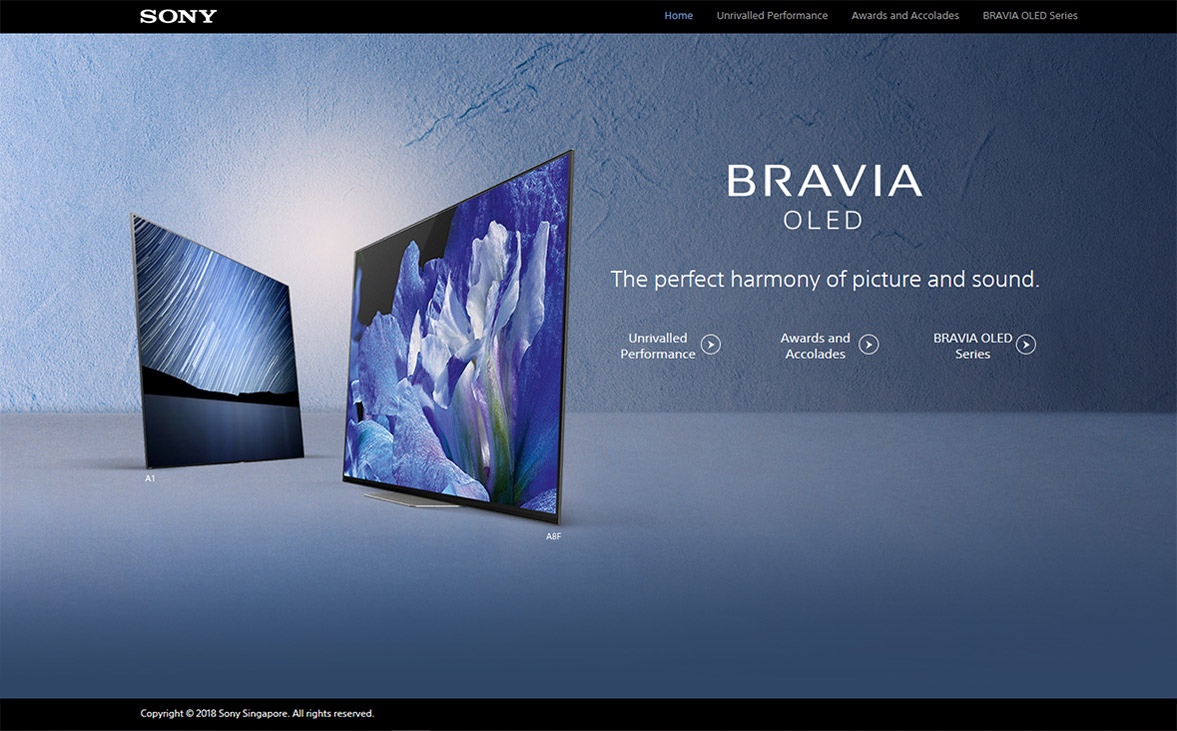 SONY
Home Unrivalled Performance Awards and Accolades BRAVIA OLED Series
BRAVIA
OLED
The perfect harmony of picture and sound.
Unrivalled
Performance
Awards and
Accolades
BRAVIA OLED
Series
A1
A8F
Copyright © 2018 Sony Singapore. All rights reserved.